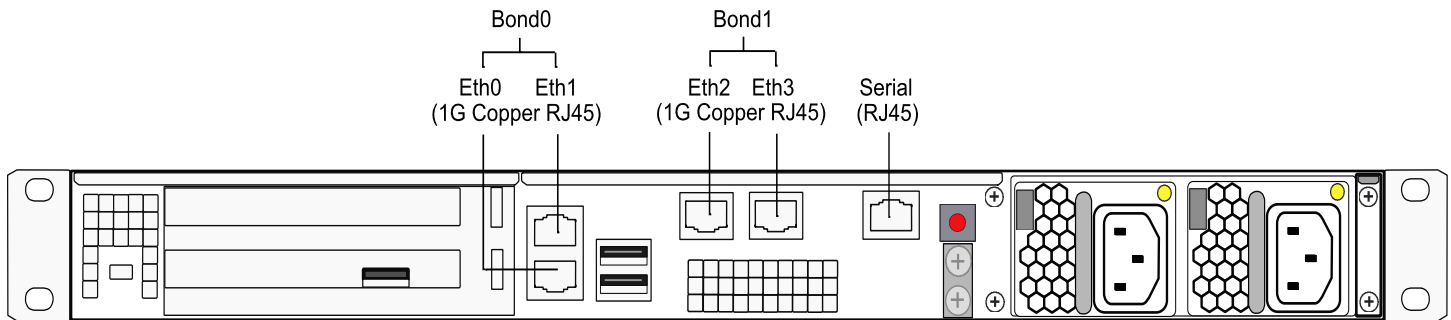 Bond0
Bond1
Eth0 Eth1
(1G Copper RJ45)
Eth2 Eth3
(1G Copper RJ45)
Serial
(RJ45)